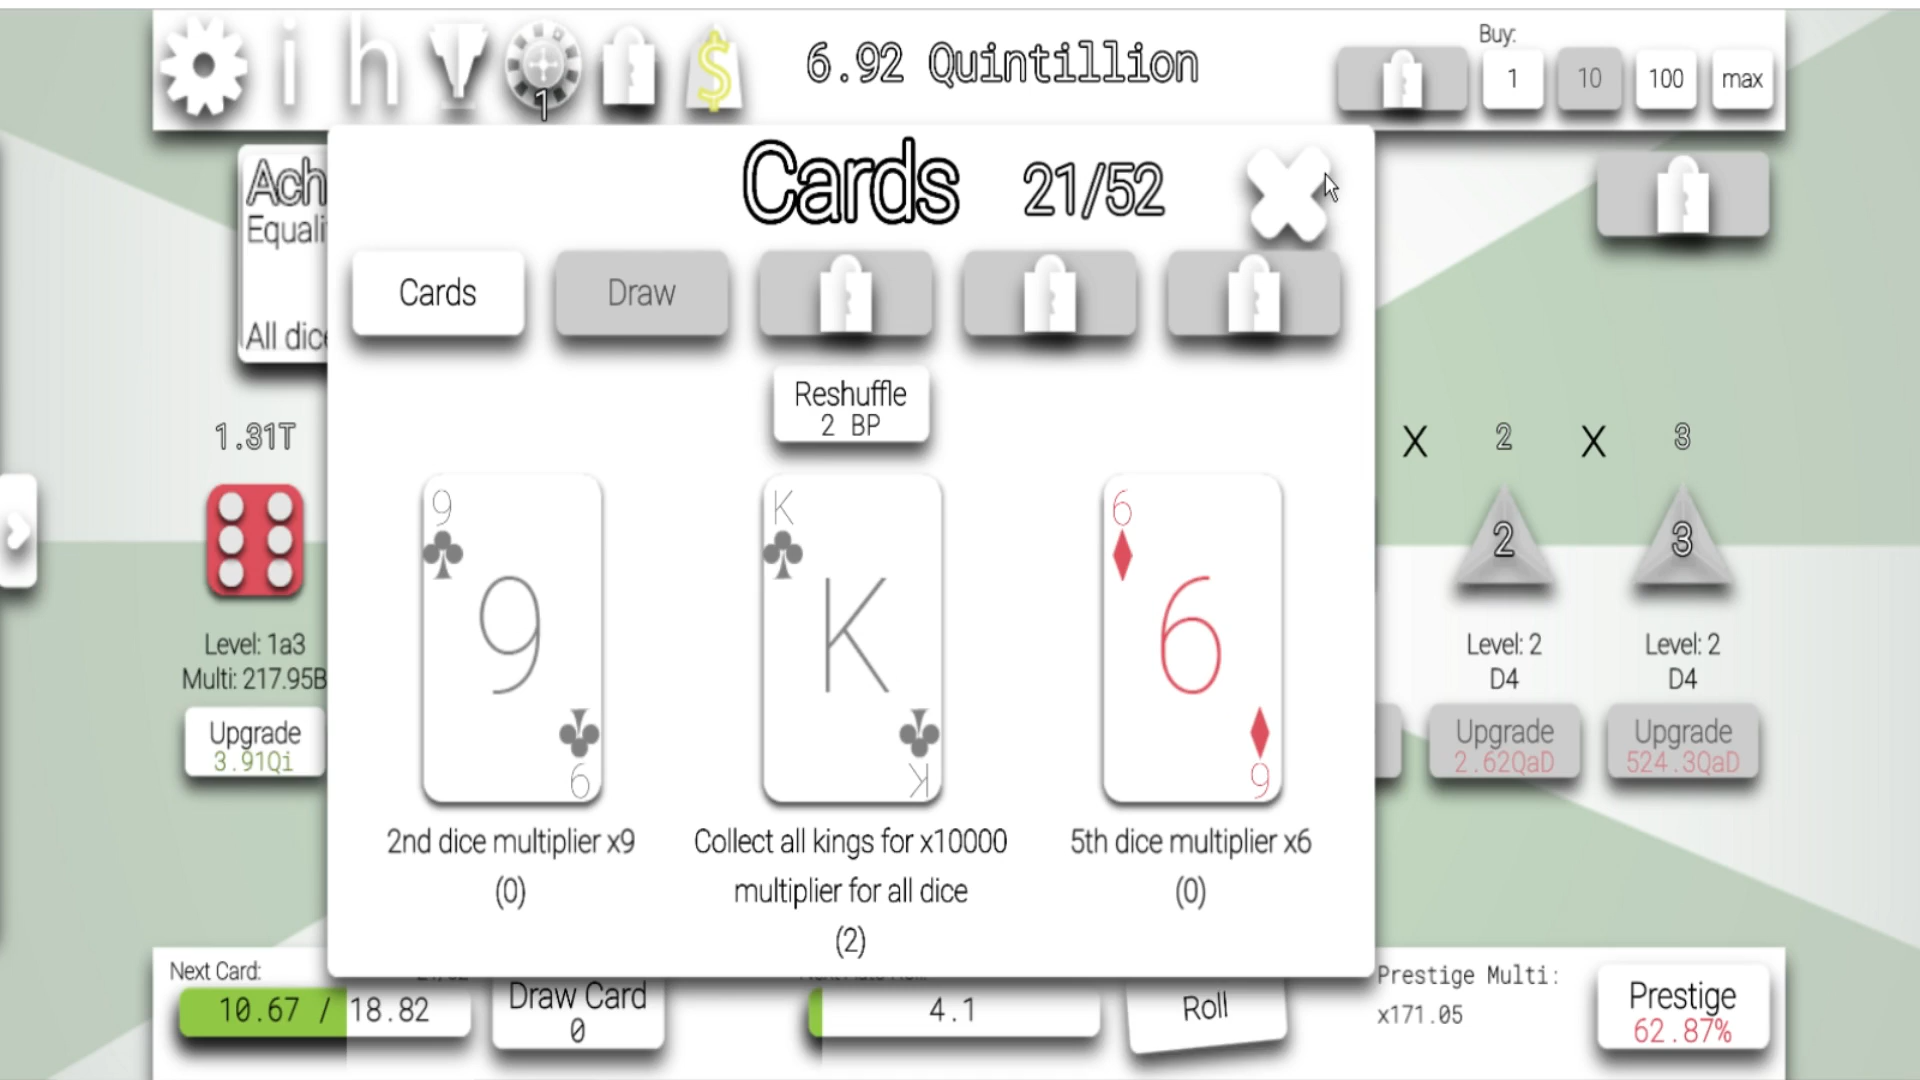 i h
1
6.92 Quintillion
Buy:
1 10 100 max
Cards 21/52
Ach
Equali
All dic
Cards Draw
Reshuffle
2 BP
1.31T
X 2 X 3
9 K 6
9 K 6
9 K 6
2 3
Level: 1a3
Multi: 217.95B
Upgrade
3.91Qi
Level: 2
D4
Upgrade
2.62QaD
Level: 2
D4
Upgrade
524.3QaD
2nd dice multiplier x9
(0)
Collect all kings for x10000
multiplier for all dice
(2)
5th dice multiplier x6
(0)
Next Card:
10.67 / 18.82
Draw Card
0
4.1
Roll
Prestige Multi:
x171.05
Prestige
62.87%